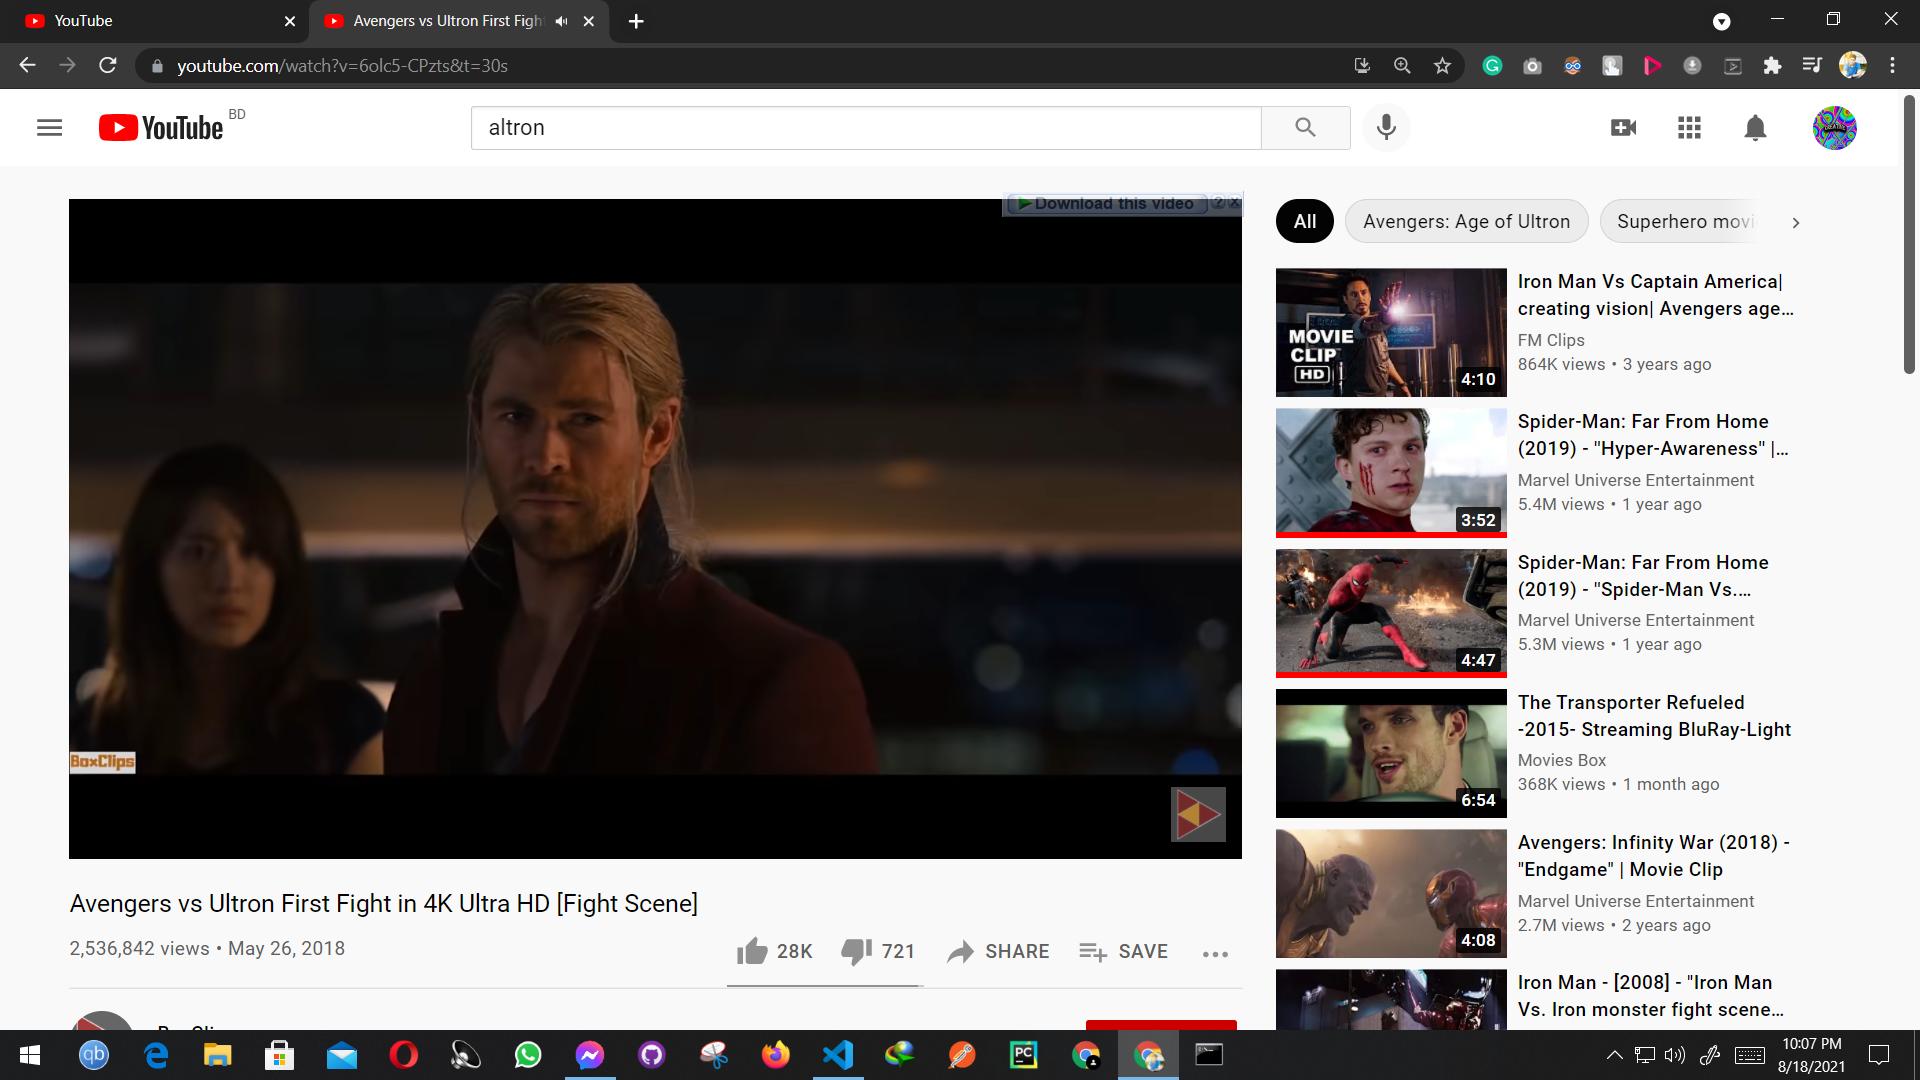 YouTube
Avengers vs Ultron First Figh
youtube.com/watch?v=6olc5-CPzts&t=30s
YouTube
BD
altron
Download this video
All
Avengers: Age of Ultron
Superhero movi
MOVIE
CLIP
HD
4:10
Iron Man Vs Captain America|
creating vision| Avengers age...
FM Clips
864K views • 3 years ago
3:52
Spider-Man: Far From Home
(2019) - "Hyper-Awareness" |...
Marvel Universe Entertainment
5.4M views • 1 year ago
4:47
Spider-Man: Far From Home
(2019) - "Spider-Man Vs....
Marvel Universe Entertainment
5.3M views • 1 year ago
6:54
The Transporter Refueled
-2015- Streaming BluRay-Light
Movies Box
368K views • 1 month ago
4:08
Avengers: Infinity War (2018) -
"Endgame" | Movie Clip
Marvel Universe Entertainment
2.7M views • 2 years ago
Iron Man - [2008] - "Iron Man
Vs. Iron monster fight scene...
BoxClips
Avengers vs Ultron First Fight in 4K Ultra HD [Fight Scene]
2,536,842 views • May 26, 2018
28K
721
SHARE
SAVE
qb
PC
10:07 PM
8/18/2021